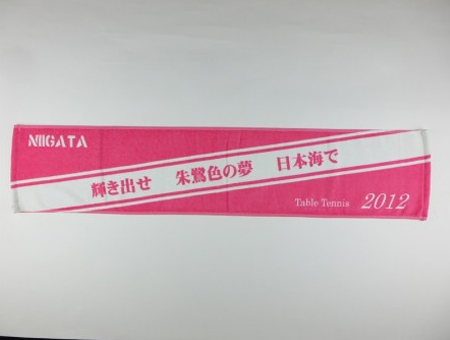 NIIGATA
輝き出せ 朱鷺色の夢 日本海で
Table Tennis 2012